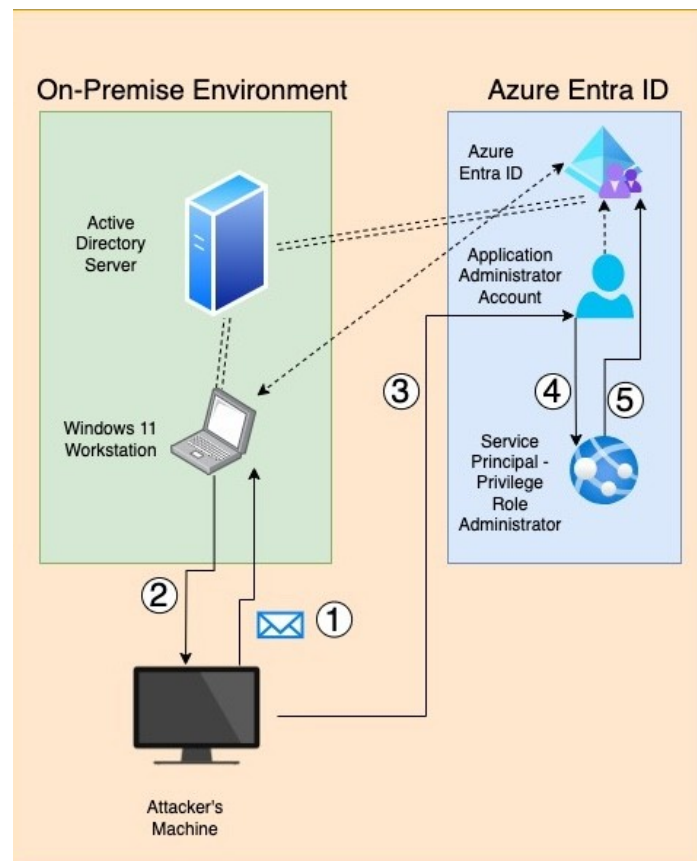 On-Premise Environment
Azure Entra ID
Active
Directory
Server
Azure
Entra ID
Application
Administrator
Account
Windows 11
Workstation
3
4
5
Service
Principal -
Privilege
Role
Administrator
2
1
Attacker's
Machine